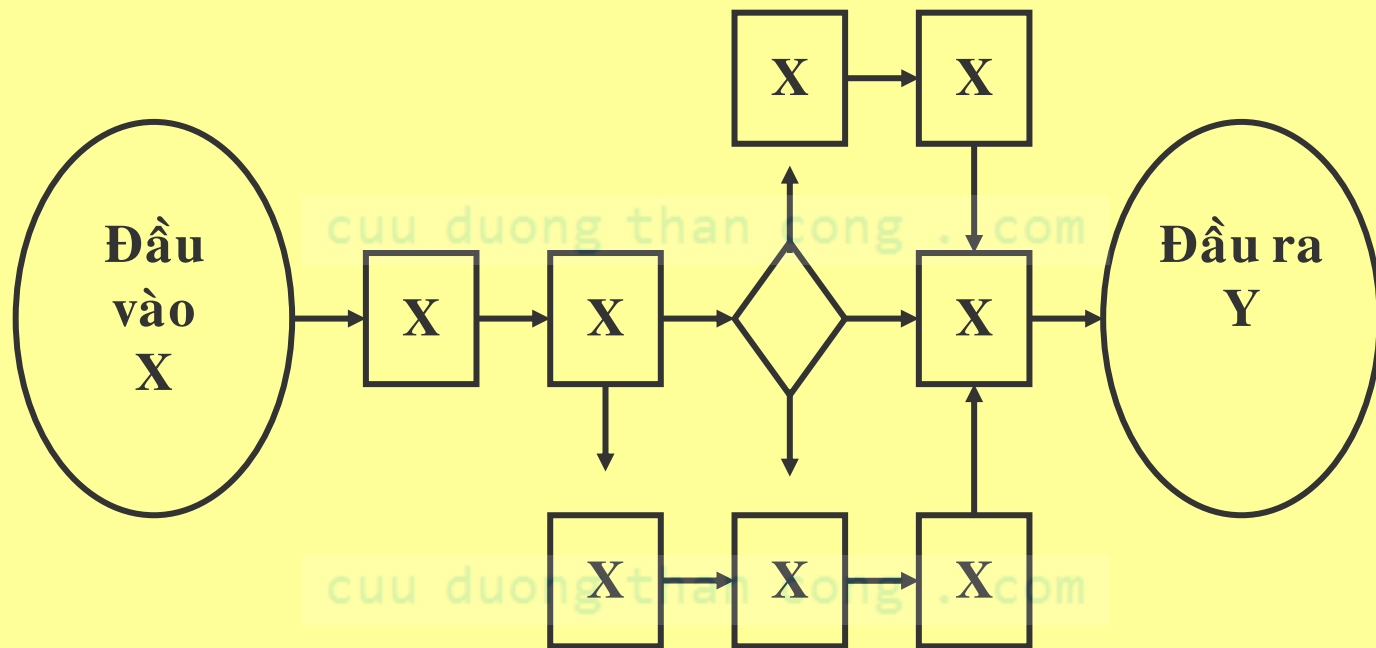 X X
cuu duong than cong . com
Đầu
vào
X
X X X
Đầu ra
Y
cuu duong than cong . com
X X X